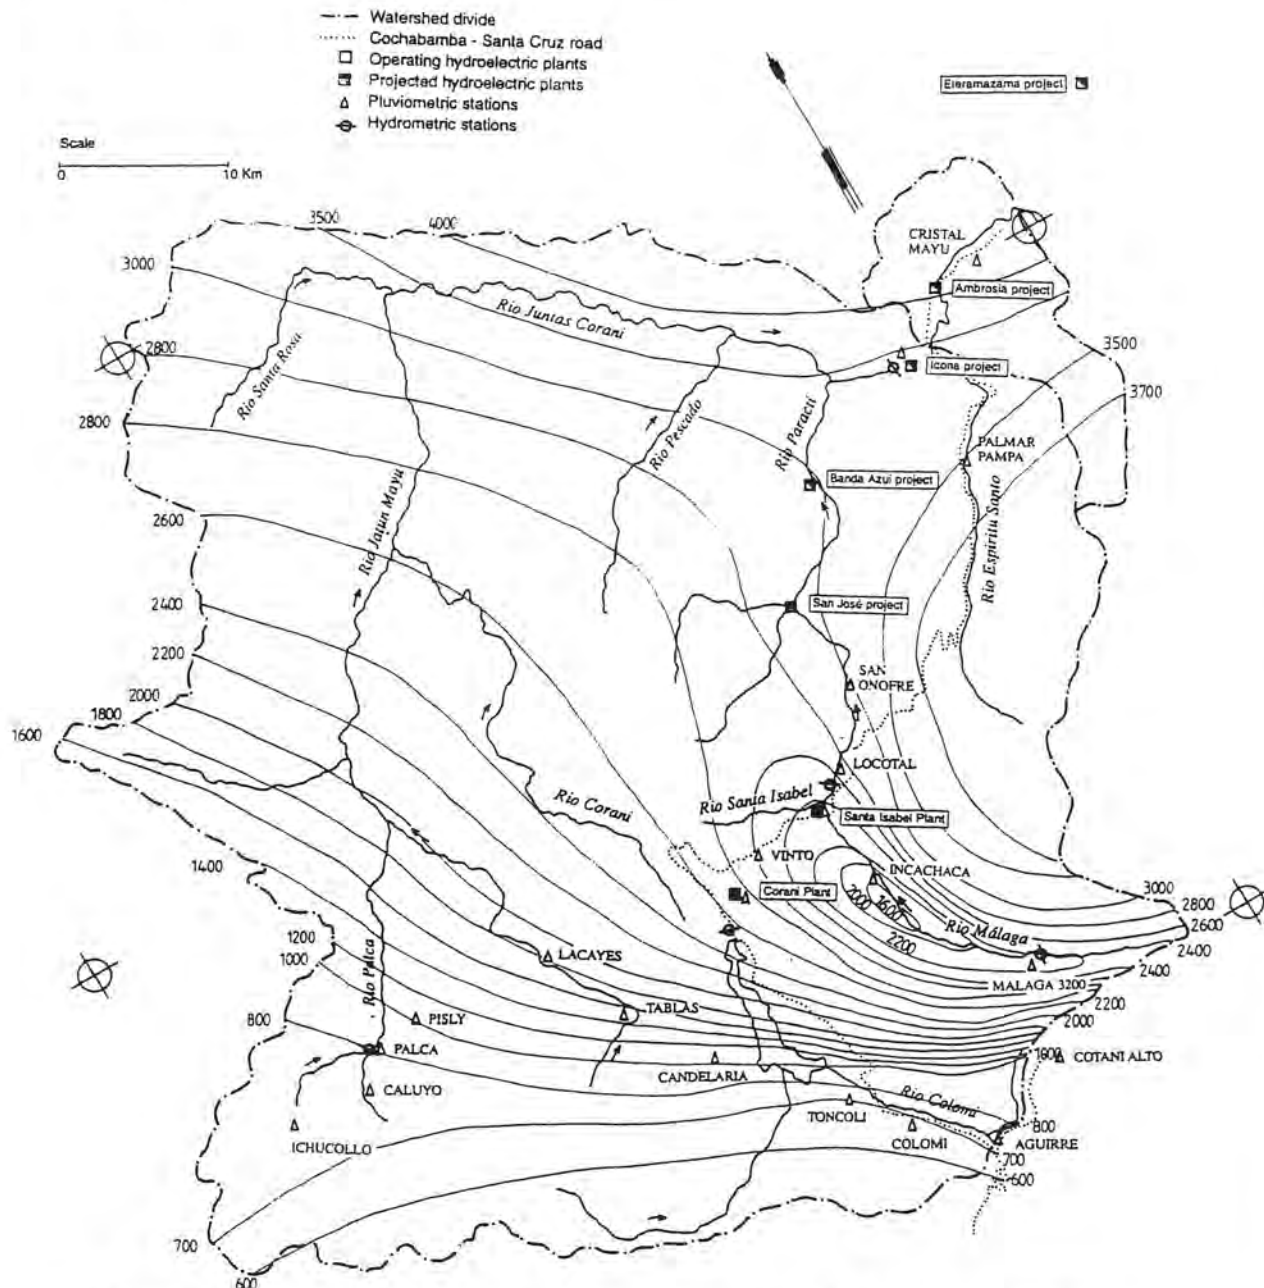 Watershed divide
Cochabamba - Santa Cruz road
Operating hydroelectric plants
Projected hydroelectric plants
Pluviometric stations
Hydrometric stations
Scale
0 10 Km
Eteramazama project
CRISTAL
MAYU
Ambrosia project
Icona project
3500
4000
3000
2800
2800
2600
2400
2200
2000
1800
1600
1400
1200
1000
800
700
600
Rio Juntas Corani
Rio Santa Rosa
Rio Jatun Mayu
Rio Pescado
Rio Paracti
3500
3700
PALMAR
PAMPA
Banda Azul project
Rio Espiritu Santo
San José project
SAN
ONOFRE
LOCOTAL
Rio Corani
Rio Santa Isabel
Santa Isabel Plant
VINTO
INCACHACA
Corani Plant
2000
1600
2200
Rio Málaga
3000
2800
2600
2400
2400
MALAGA 3200
2200
2000
LACAYES
Rio Palca
TABLAS
PISLY
PALCA
CANDELARIA
COTANI ALTO
CALUYO
Rio Colomi
TONCOLI
COLOMI
800
AGUIRRE
700
600
ICHUCOLLO